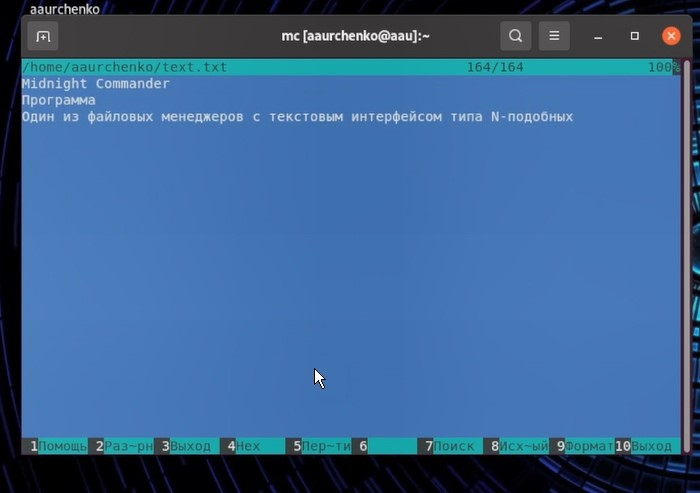 aaurchenko
mc [aaurchenko@aau]:~
/home/aaurchenko/text.txt 164/164 100%
Midnight Commander
Программа
Один из файловых менеджеров с текстовым интерфейсом типа N-подобных
1Помощь 2Раз~рн 3Выход 4Hex 5Пер~ти 6 7Поиск 8Исх~ый 9Формат 10Выход